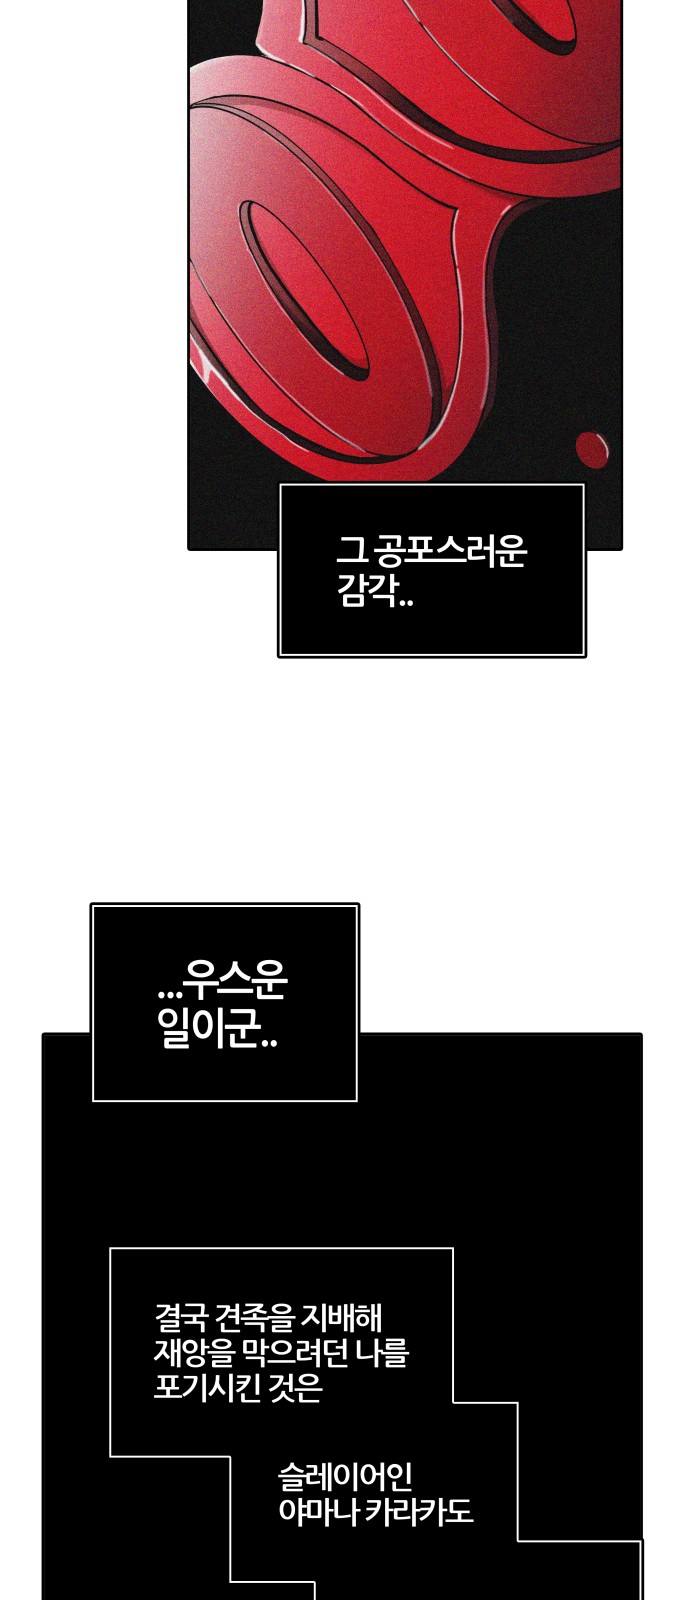 그 공포스러운
감각..
...우스운
일이군..
결국 견족을 지배해
재앙을 막으려던 나를
포기시킨 것은
슬레이어인
야마나 카라카도